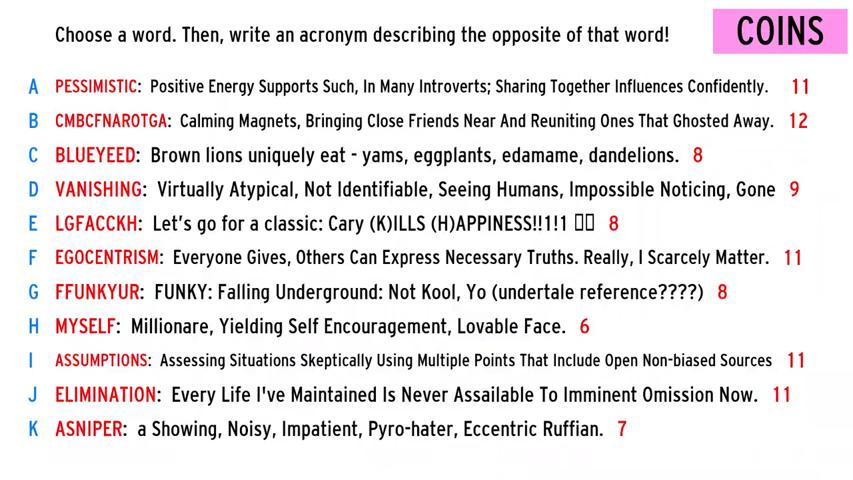 Choose a word. Then, write an acronym describing the opposite of that word!
COINS
A PESSIMISTIC: Positive Energy Supports Such, In Many Introverts; Sharing Together Influences Confidently. 11
B CMBCFNAROTGA: Calming Magnets, Bringing Close Friends Near And Reuniting Ones That Ghosted Away. 12
C BLUEYEED: Brown lions uniquely eat - yams, eggplants, edamame, dandelions. 8
D VANISHING: Virtually Atypical, Not Identifiable, Seeing Humans, Impossible Noticing, Gone 9
E LGFACCKH: Let's go for a classic: Cary (K)ILLS (H)APPINESS!!1!1 ▯▯ 8
F EGOCENTRISM: Everyone Gives, Others Can Express Necessary Truths. Really, I Scarcely Matter. 11
G FFUNKYUR: FUNKY: Falling Underground: Not Kool, Yo (undertale reference????) 8
H MYSELF: Millionare, Yielding Self Encouragement, Lovable Face. 6
I ASSUMPTIONS: Assessing Situations Skeptically Using Multiple Points That Include Open Non-biased Sources 11
J ELIMINATION: Every Life I've Maintained Is Never Assailable To Imminent Omission Now. 11
K ASNIPER: a Showing, Noisy, Impatient, Pyro-hater, Eccentric Ruffian. 7